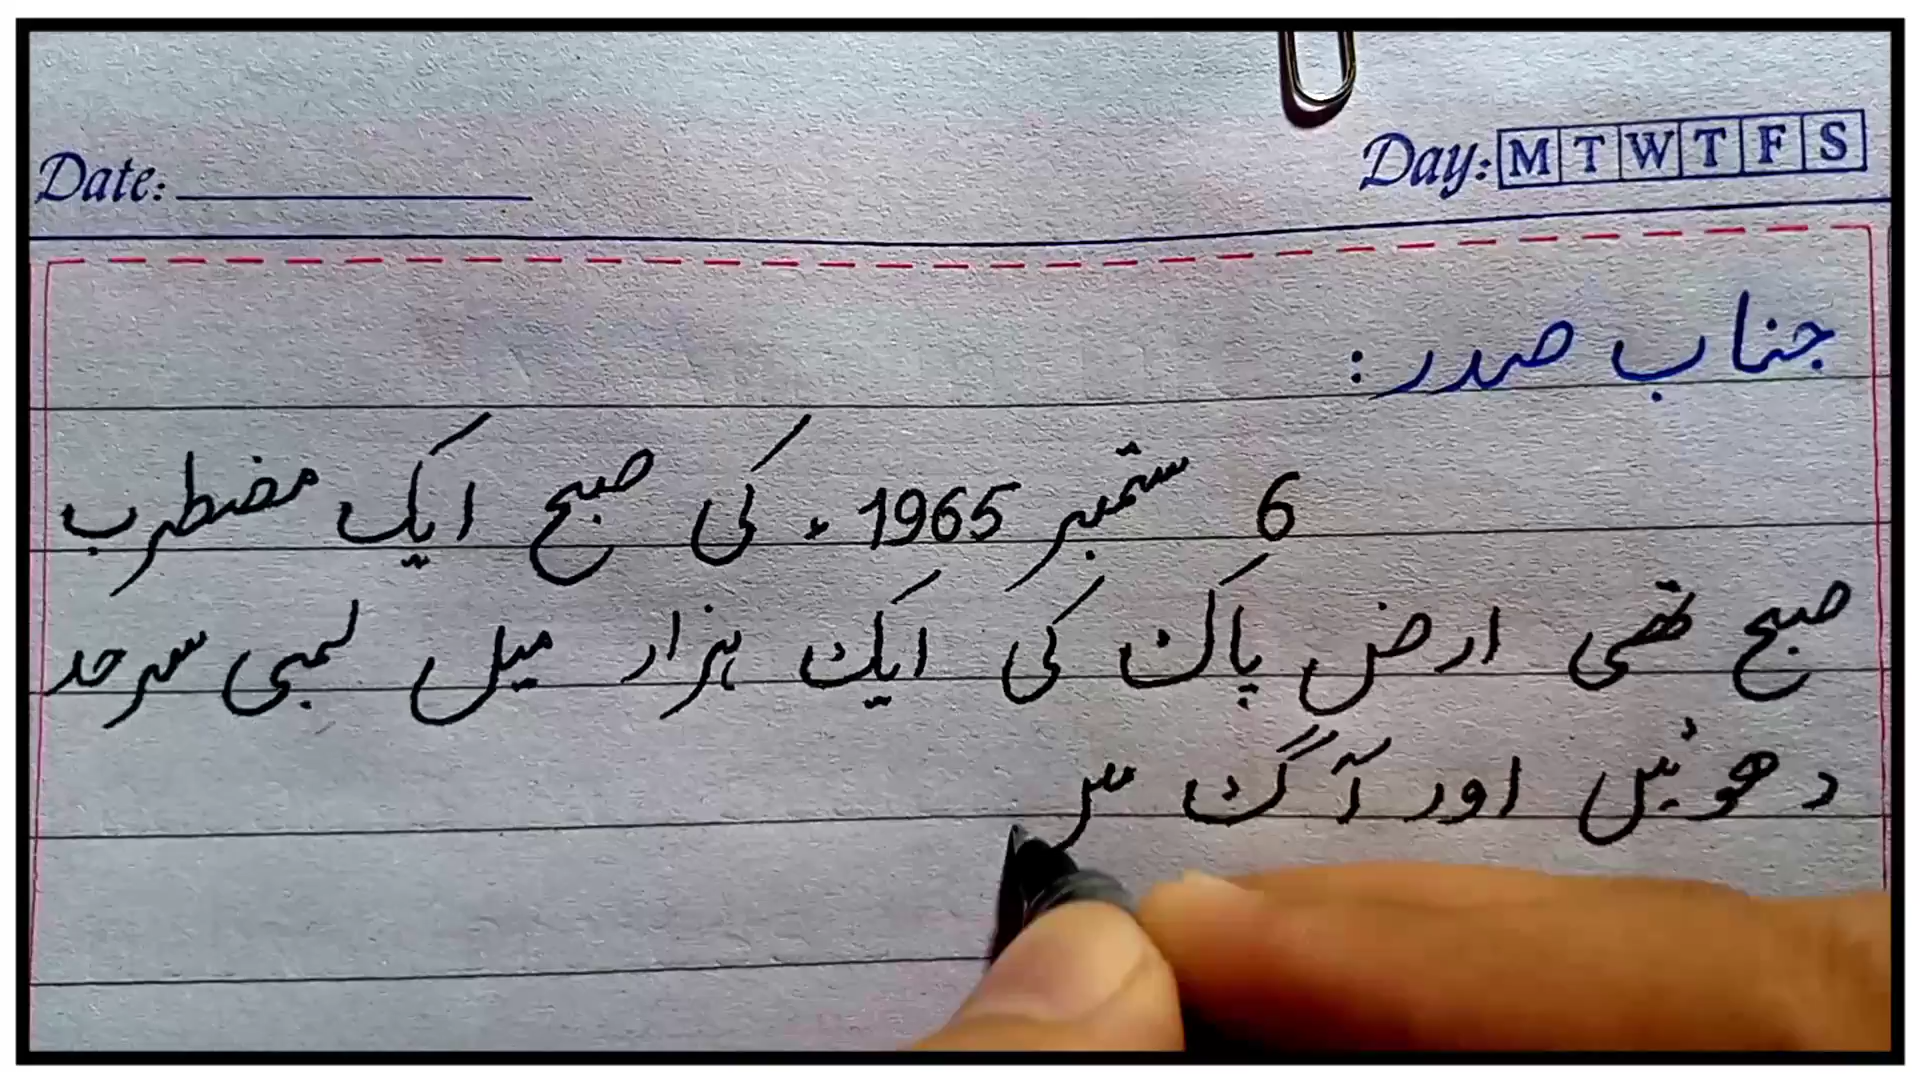 Date:
Day: M T W T F S
جناب صدر :
6 ستمبر 1965ء کی صبح ایک مضطرب
صبح تھی ارض پاک کی ایک ہزار میل لمبی سرحد
دھوئیں اور آگ